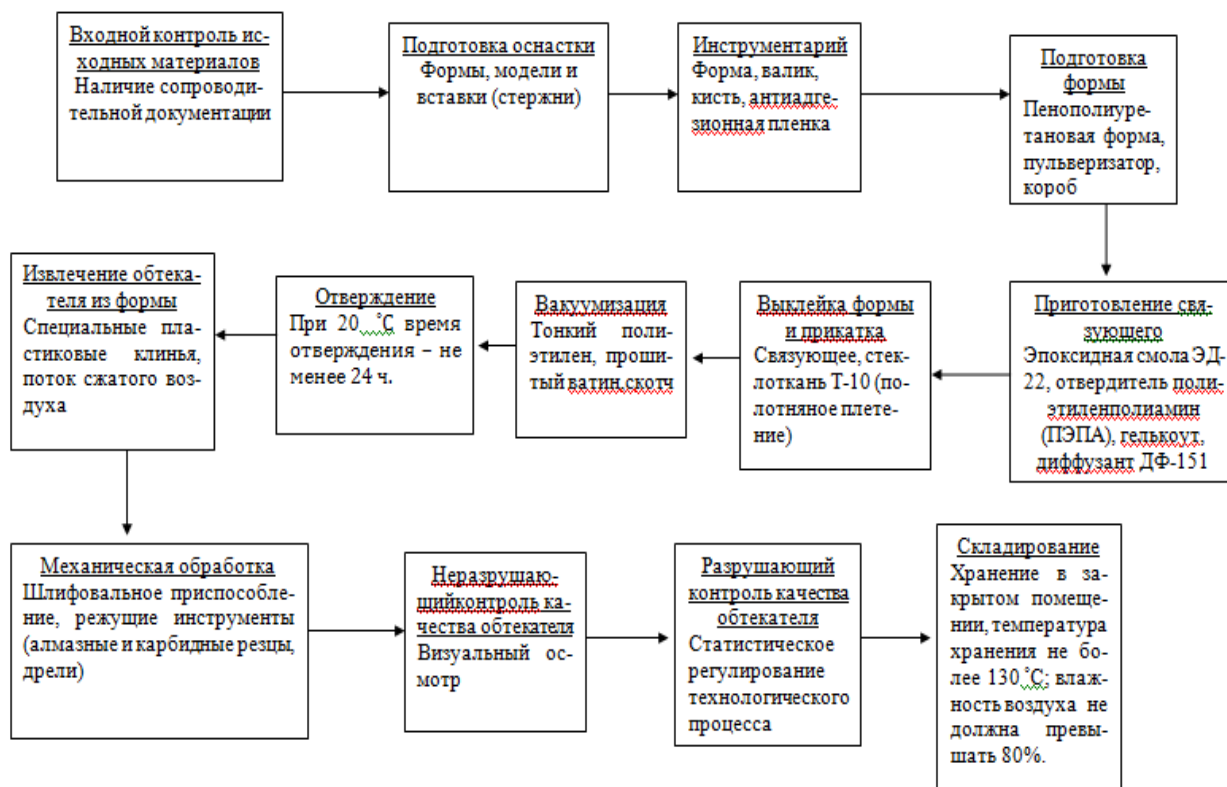 Входной контроль ис-
ходных материалов
Наличие сопроводи-
тельной документации
Подготовка оснастки
Формы, модели и
вставки (стержни)
Инструментарий
Форма, валик,
кисть, антиадге-
зионная пленка
Подготовка
формы
Пенополиуре-
тановая форма,
пульверизатор,
короб
Приготовление свя-
зующего
Эпоксидная смола ЭД-
22, отвердитель поли-
этиленполиамин
(ПЭПА), гелькоут,
диффузант ДФ-151
Выклейка формы
и прикатка
Связующее, стек-
лоткань Т-10 (по-
лотняное плете-
ние)
Вакуумизация
Тонкий поли-
этилен, проши-
тый ватин,скотч
Отверждение
При 20 ˚С время
отверждения – не
менее 24 ч.
Извлечение обтека-
теля из формы
Специальные пла-
стиковые клинья,
поток сжатого воз-
духа
Механическая обработка
Шлифовальное приспособле-
ние, режущие инструменты
(алмазные и карбидные резцы,
дрели)
Неразрушаю-
щийконтроль ка-
чества обтекателя
Визуальный ос-
мотр
Разрушающий
контроль качества
обтекателя
Статистическое
регулирование
технологического
процесса
Складирование
Хранение в за-
крытом помеще-
нии, температура
хранения не бо-
лее 130 ˚С; влаж-
ность воздуха не
должна превы-
шать 80%.